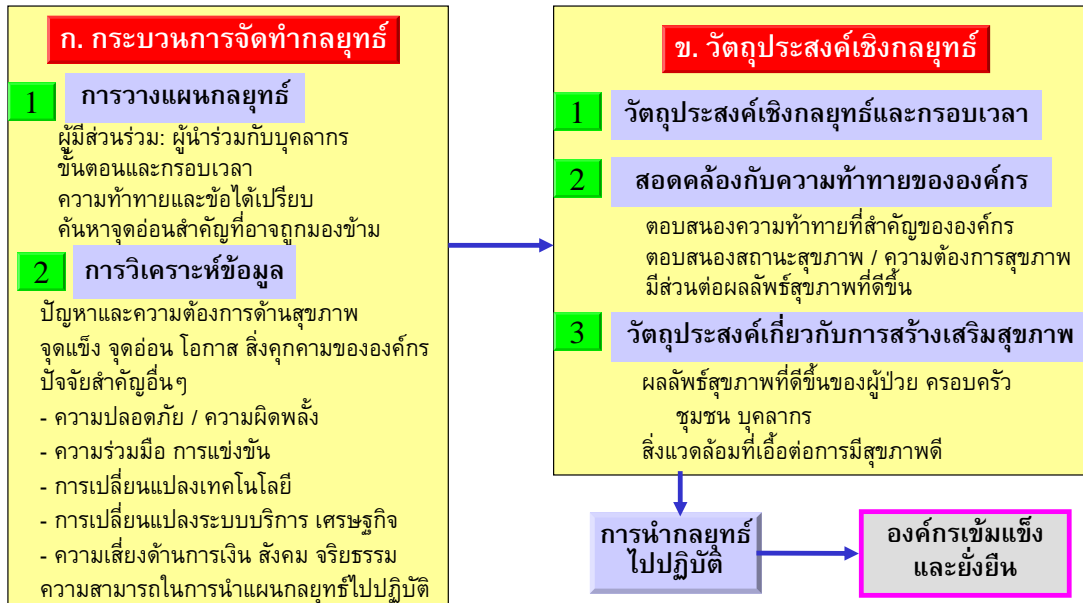 ก. กระบวนการจัดทำกลยุทธ์
1 การวางแผนกลยุทธ์
ผู้มีส่วนร่วม: ผู้นำร่วมกับบุคลากร
ขั้นตอนและกรอบเวลา
ความท้าทายและข้อได้เปรียบ
ค้นหาจุดอ่อนสำคัญที่อาจถูกมองข้าม
2 การวิเคราะห์ข้อมูล
ปัญหาและความต้องการด้านสุขภาพ
จุดแข็ง จุดอ่อน โอกาส สิ่งคุกคามขององค์กร
ปัจจัยสำคัญอื่นๆ
- ความปลอดภัย / ความผิดพลั้ง
- ความร่วมมือ การแข่งขัน
- การเปลี่ยนแปลงเทคโนโลยี
- การเปลี่ยนแปลงระบบบริการ เศรษฐกิจ
- ความเสี่ยงด้านการเงิน สังคม จริยธรรม
ความสามารถในการนำแผนกลยุทธ์ไปปฏิบัติ
ข. วัตถุประสงค์เชิงกลยุทธ์
1 วัตถุประสงค์เชิงกลยุทธ์และกรอบเวลา
2 สอดคล้องกับความท้าทายขององค์กร
ตอบสนองความท้าทายที่สำคัญขององค์กร
ตอบสนองสถานะสุขภาพ / ความต้องการสุขภาพ
มีส่วนต่อผลลัพธ์สุขภาพที่ดีขึ้น
3 วัตถุประสงค์เกี่ยวกับการสร้างเสริมสุขภาพ
ผลลัพธ์สุขภาพที่ดีขึ้นของผู้ป่วย ครอบครัว
ชุมชน บุคลากร
สิ่งแวดล้อมที่เอื้อต่อการมีสุขภาพดี
การนำกลยุทธ์
ไปปฏิบัติ
องค์กรเข้มแข็ง
และยั่งยืน